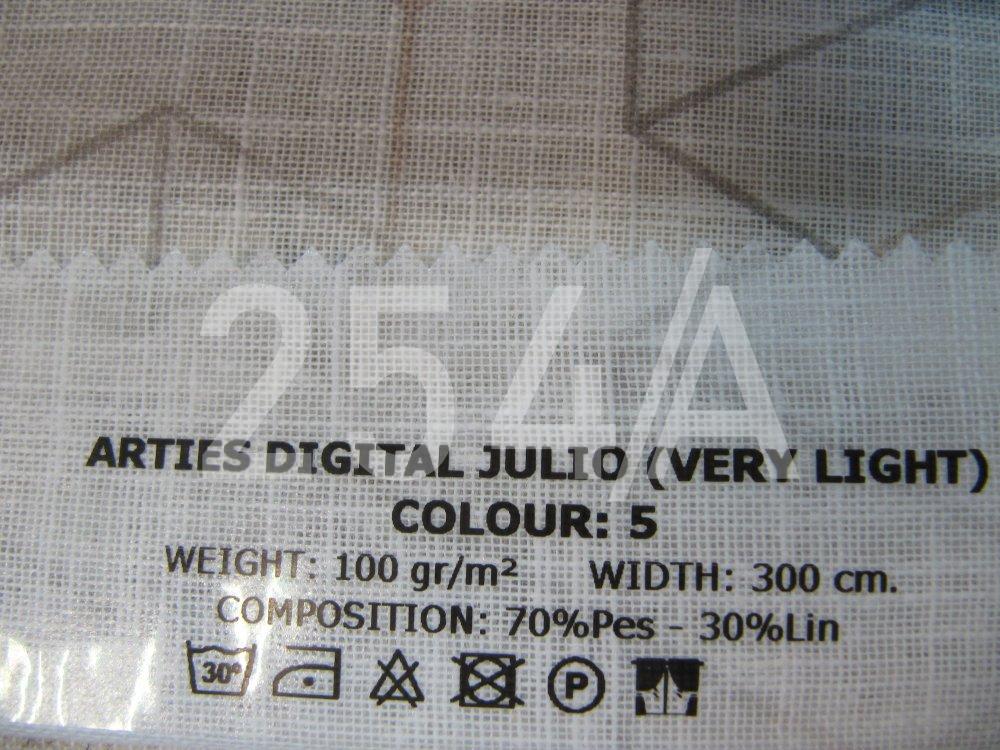 254/A
ARTIES DIGITAL JULIO (VERY LIGHT)
COLOUR: 5
WEIGHT: 100 gr/m² WIDTH: 300 cm.
COMPOSITION: 70%Pes - 30%Lin
30° P